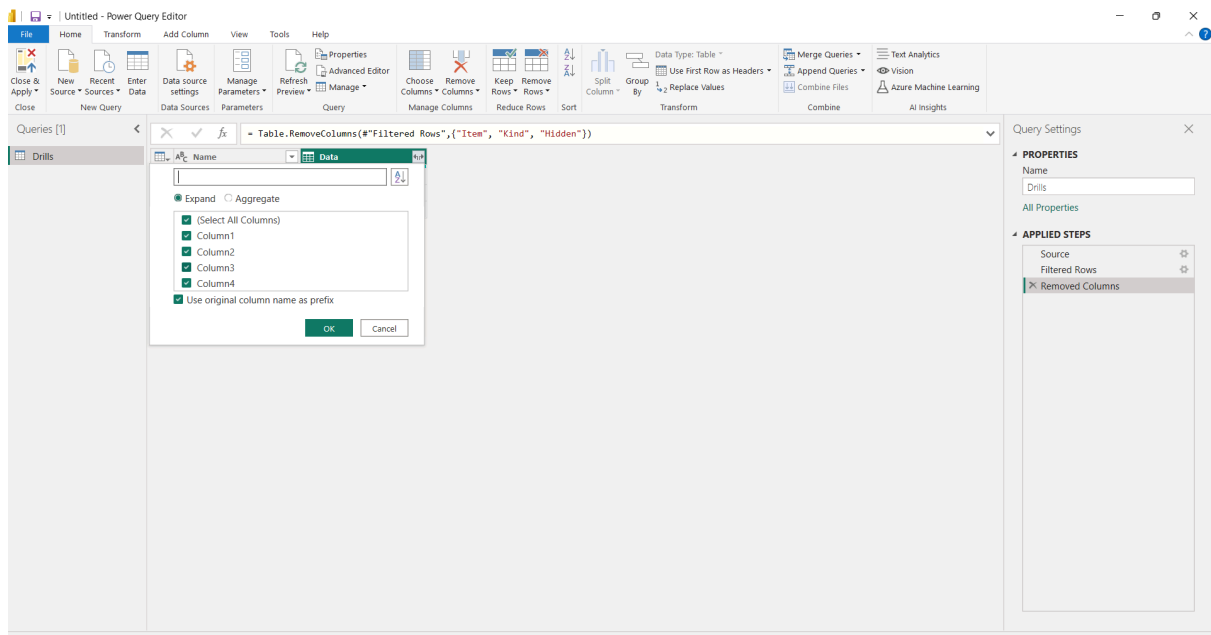 Untitled - Power Query Editor
File Home Transform Add Column View Tools Help
Close & Apply
New Source
Recent Sources
Enter Data
Data source settings
Manage Parameters
Refresh Preview
Properties
Advanced Editor
Manage
Choose Columns
Remove Columns
Keep Rows
Remove Rows
Split Column
Group By
Data Type: Table
Use First Row as Headers
1 2 Replace Values
Merge Queries
Append Queries
Combine Files
Text Analytics
Vision
Azure Machine Learning
Close New Query Data Sources Parameters Query Manage Columns Reduce Rows Sort Transform Combine AI Insights
Queries [1]
Drills
fx = Table.RemoveColumns(#"Filtered Rows",{"Item", "Kind", "Hidden"})
ABC Name Data
Expand Aggregate
(Select All Columns)
Column1
Column2
Column3
Column4
Use original column name as prefix
OK Cancel
Query Settings
PROPERTIES
Name
Drills
All Properties
APPLIED STEPS
Source
Filtered Rows
Removed Columns